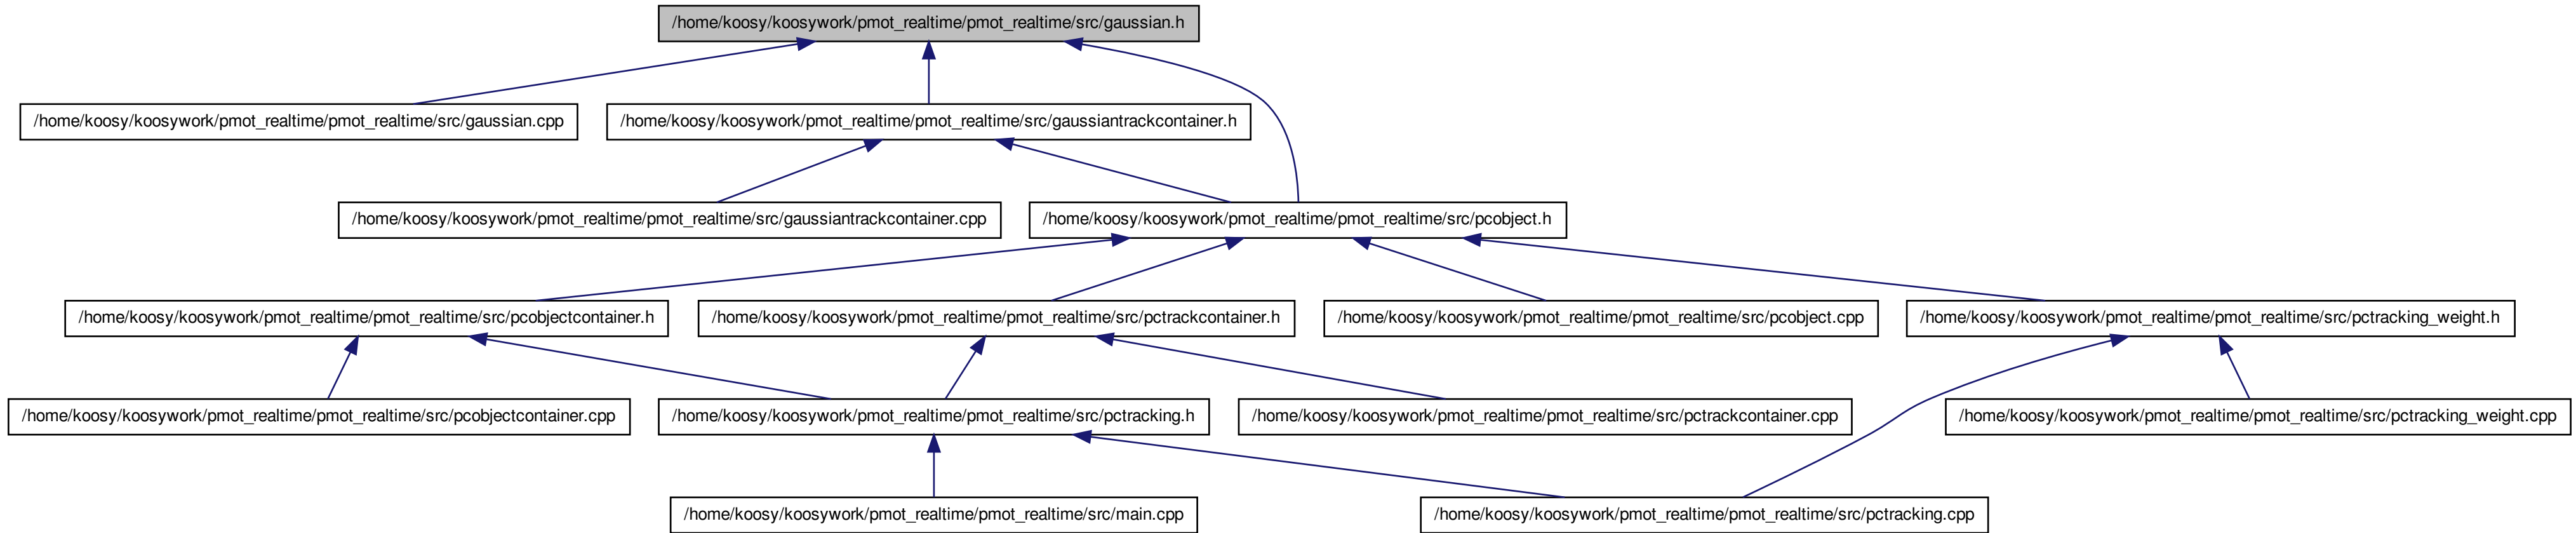 /home/koosy/koosywork/pmot_realtime/pmot_realtime/src/gaussian.h
/home/koosy/koosywork/pmot_realtime/pmot_realtime/src/gaussian.cpp
/home/koosy/koosywork/pmot_realtime/pmot_realtime/src/gaussiantrackcontainer.h
/home/koosy/koosywork/pmot_realtime/pmot_realtime/src/gaussiantrackcontainer.cpp
/home/koosy/koosywork/pmot_realtime/pmot_realtime/src/pcobject.h
/home/koosy/koosywork/pmot_realtime/pmot_realtime/src/pcobjectcontainer.h
/home/koosy/koosywork/pmot_realtime/pmot_realtime/src/pctrackcontainer.h
/home/koosy/koosywork/pmot_realtime/pmot_realtime/src/pcobject.cpp
/home/koosy/koosywork/pmot_realtime/pmot_realtime/src/pctracking_weight.h
/home/koosy/koosywork/pmot_realtime/pmot_realtime/src/pcobjectcontainer.cpp
/home/koosy/koosywork/pmot_realtime/pmot_realtime/src/pctracking.h
/home/koosy/koosywork/pmot_realtime/pmot_realtime/src/pctrackcontainer.cpp
/home/koosy/koosywork/pmot_realtime/pmot_realtime/src/pctracking_weight.cpp
/home/koosy/koosywork/pmot_realtime/pmot_realtime/src/main.cpp
/home/koosy/koosywork/pmot_realtime/pmot_realtime/src/pctracking.cpp